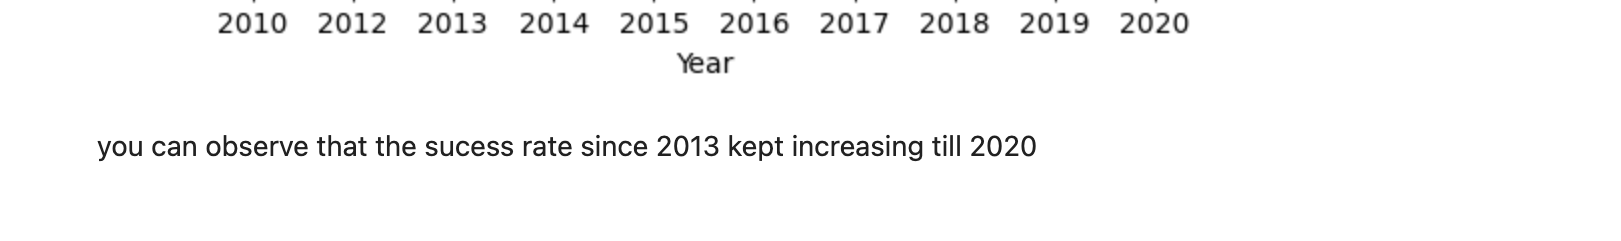 2010 2012 2013 2014 2015 2016 2017 2018 2019 2020
Year
you can observe that the sucess rate since 2013 kept increasing till 2020